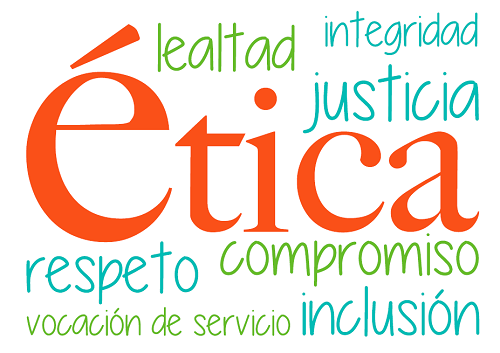 lealtad
integridad
justicia
ética
respeto
compromiso
vocación de servicio
inclusión